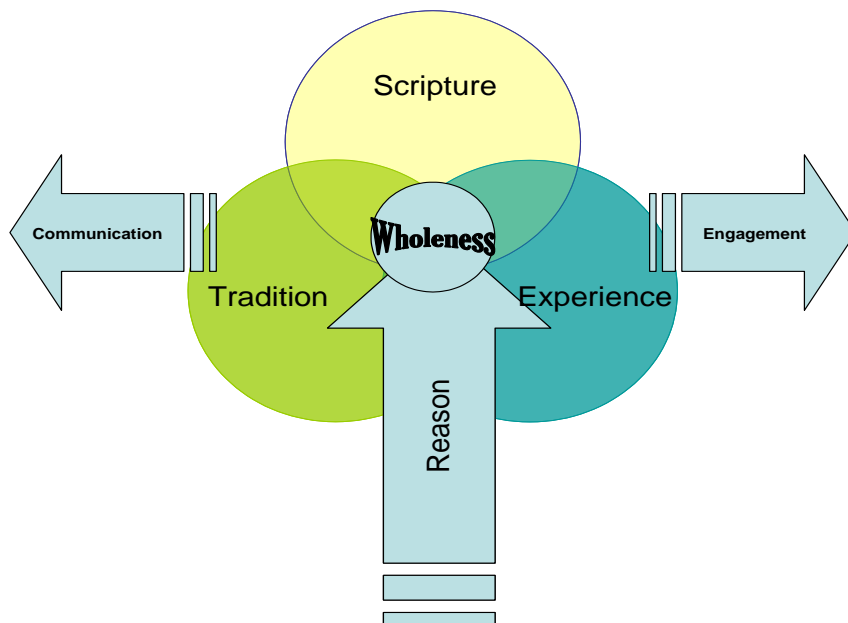 Scripture
Communication
Wholeness
Engagement
Tradition
Experience
Reason